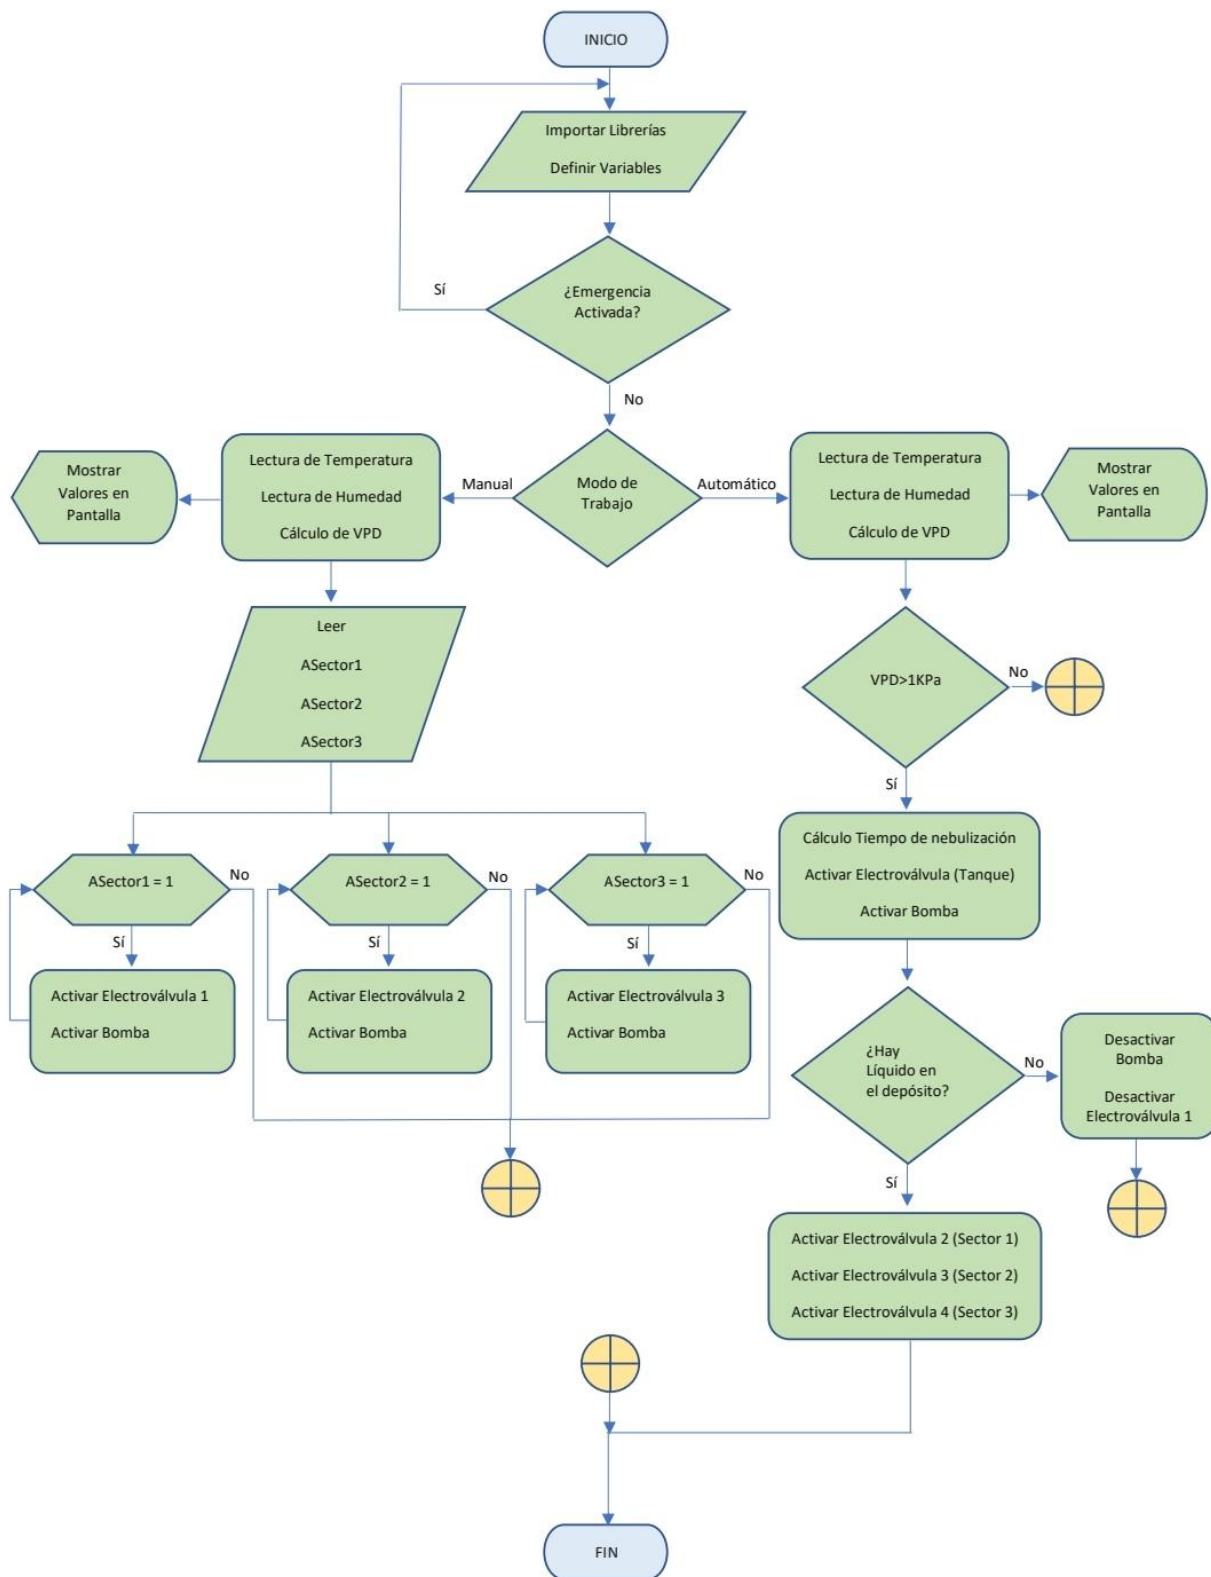 INICIO
Importar Librerías
Definir Variables
¿Emergencia
Activada?
Sí
No
Modo de
Trabajo
Manual
Automático
Lectura de Temperatura
Lectura de Humedad
Cálculo de VPD
Mostrar
Valores en
Pantalla
Lectura de Temperatura
Lectura de Humedad
Cálculo de VPD
Mostrar
Valores en
Pantalla
Leer
ASector1
ASector2
ASector3
VPD>1KPa
No
Sí
ASector1 = 1
No
Sí
ASector2 = 1
No
Sí
ASector3 = 1
No
Sí
Activar Electroválvula 1
Activar Bomba
Activar Electroválvula 2
Activar Bomba
Activar Electroválvula 3
Activar Bomba
Cálculo Tiempo de nebulización
Activar Electroválvula (Tanque)
Activar Bomba
¿Hay
Líquido en
el depósito?
No
Sí
Desactivar
Bomba
Desactivar
Electroválvula 1
Activar Electroválvula 2 (Sector 1)
Activar Electroválvula 3 (Sector 2)
Activar Electroválvula 4 (Sector 3)
FIN